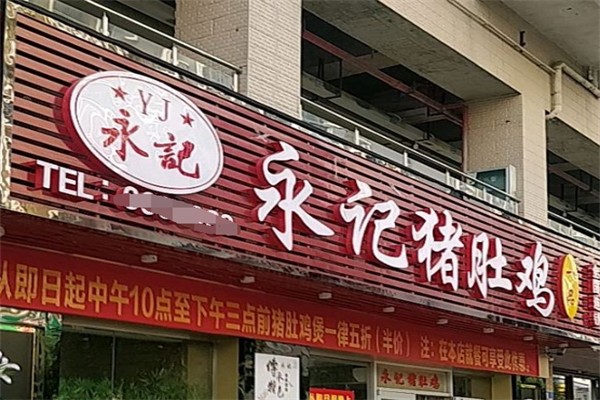 ★YJ★
永記
永记猪肚鸡
TEL:
从即日起中午10点至下午三点前猪肚鸡煲一律五折（半价） 注：在本店就餐可享受此优惠
永記猪肚鸡